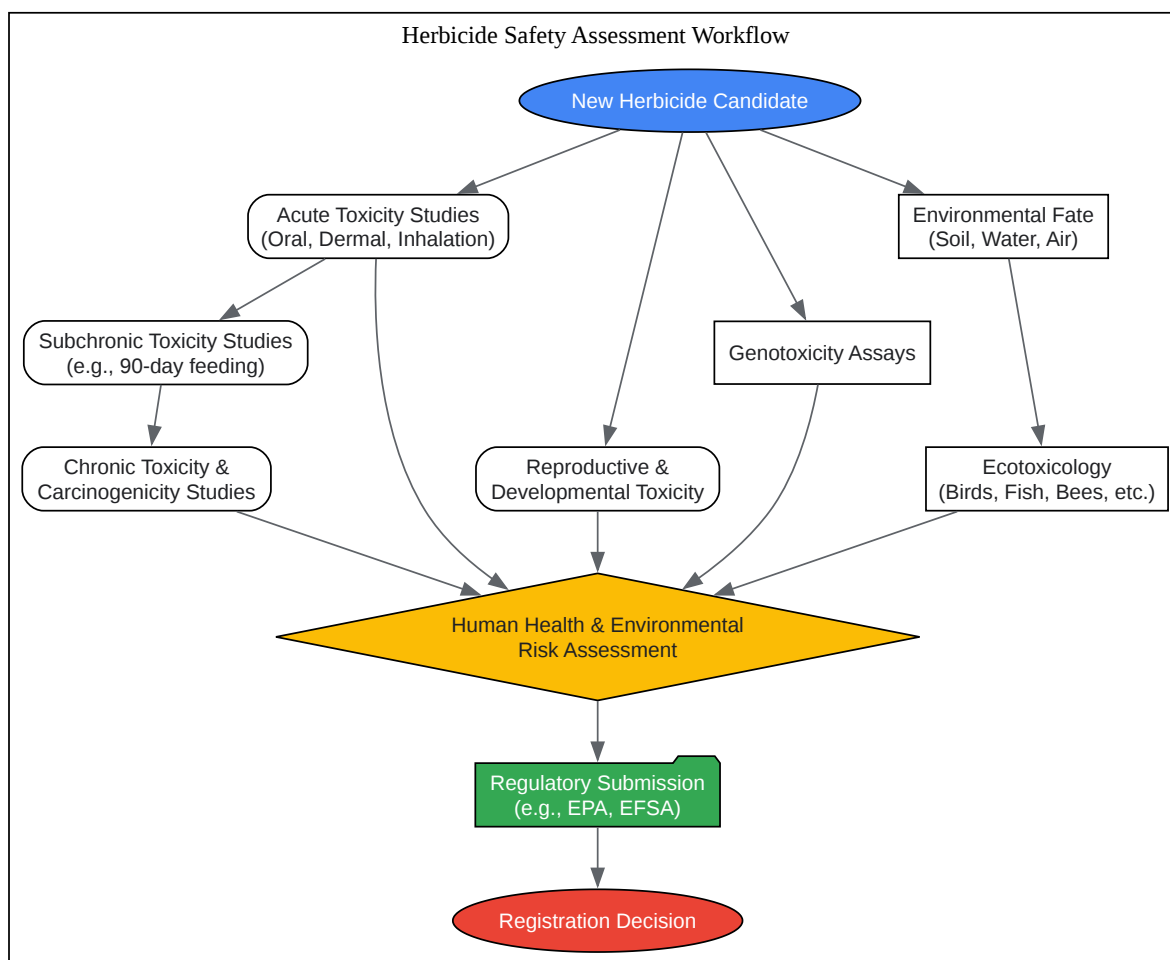 Herbicide Safety Assessment Workflow
New Herbicide Candidate
Acute Toxicity Studies
(Oral, Dermal, Inhalation)
Environmental Fate
(Soil, Water, Air)
Subchronic Toxicity Studies
(e.g., 90-day feeding)
Genotoxicity Assays
Chronic Toxicity &
Carcinogenicity Studies
Reproductive &
Developmental Toxicity
Ecotoxicology
(Birds, Fish, Bees, etc.)
Human Health & Environmental
Risk Assessment
Regulatory Submission
(e.g., EPA, EFSA)
Registration Decision